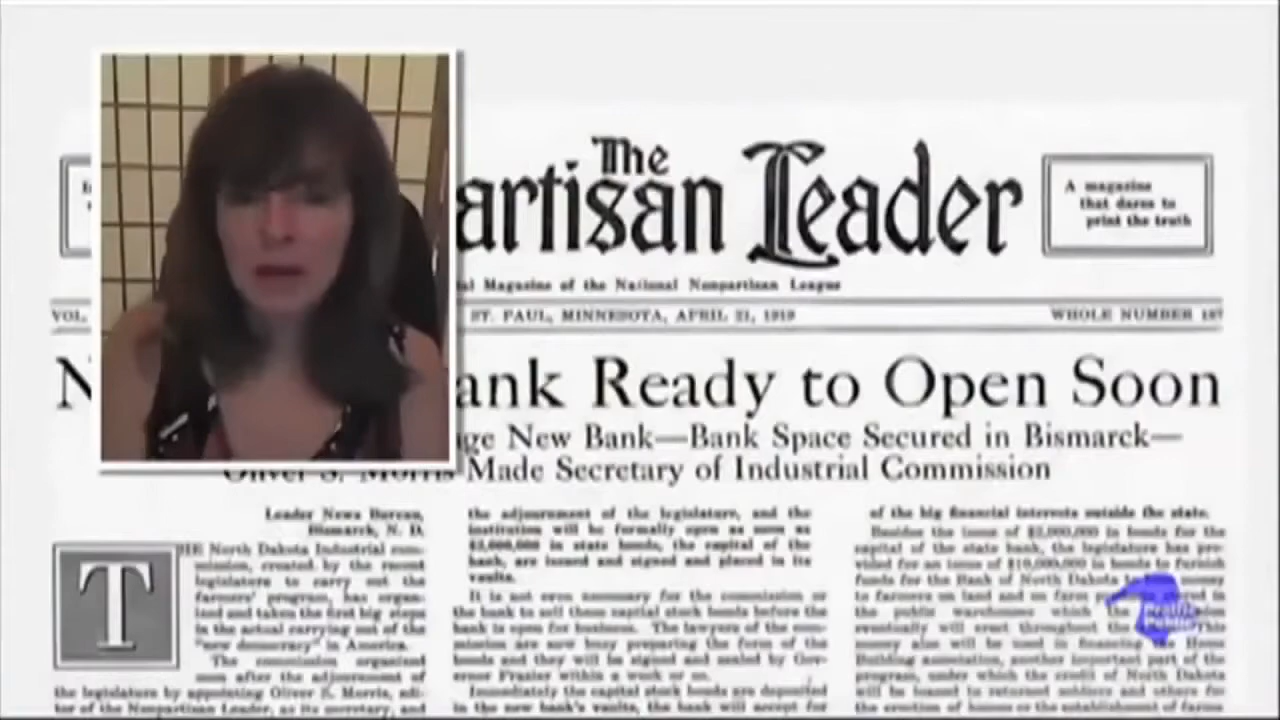 The
artisan Leader
A magazine
that dares to
print the truth
Magazine of the National Nonpartisan League
VOL.
ST. PAUL, MINNESOTA, APRIL 21, 1919
WHOLE NUMBER 187
N ank Ready to Open Soon
ge New Bank—Bank Space Secured in Bismarck—
Oliver S. Morris Made Secretary of Industrial Commission
Leader News Bureau,
Bismarck, N. D.
THE North Dakota Industrial com-
mission, created by the recent
legislature to carry out the
farmers' program, has organ-
ized and taken the first big steps
in the actual carrying out of the
"new democracy" in America.
The commission organized
soon after the adjournment of
the legislature by appointing Oliver S. Morris, edi-
tor of the Nonpartisan Leader, as its secretary, and
the adjournment of the legislature, and the
institution will be formally open as soon as
$2,000,000 in state bonds, the capital of the
bank, are issued and signed and placed in its
vaults.
It is not even necessary for the commission or
the bank to sell these capital stock bonds before the
bank is open for business. The lawyers of the com-
mission are now busy preparing the form of the
bonds and they will be signed and sealed by Gov-
ernor Frazier within a week or so.
Immediately the capital stock bonds are deposited
in the new bank's vaults, the bank will accept for
of the big financial interests outside the state.
Besides the issue of $2,000,000 in bonds for the
capital of the state bank, the legislature has pro-
vided for an issue of $10,000,000 in bonds to furnish
funds for the Bank of North Dakota to money
to farmers on land and on farm stored in
the public warehouses which the
eventually will erect throughout the This
money also will be used in financing the Home
Building association, another important part of the
program, under which the credit of North Dakota
will be loaned to returned soldiers and others for
the erection of homes or the establishment of farms
Prairie
Public